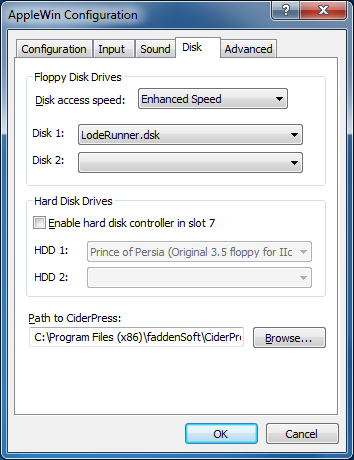 AppleWin Configuration
Configuration Input Sound Disk Advanced
Floppy Disk Drives
Disk access speed: Enhanced Speed
Disk 1: LodeRunner.dsk
Disk 2:
Hard Disk Drives
Enable hard disk controller in slot 7
HDD 1: Prince of Persia (Original 3.5 floppy for IIc
HDD 2:
Path to CiderPress:
C:\Program Files (x86)\faddenSoft\CiderPre Browse...
OK Cancel